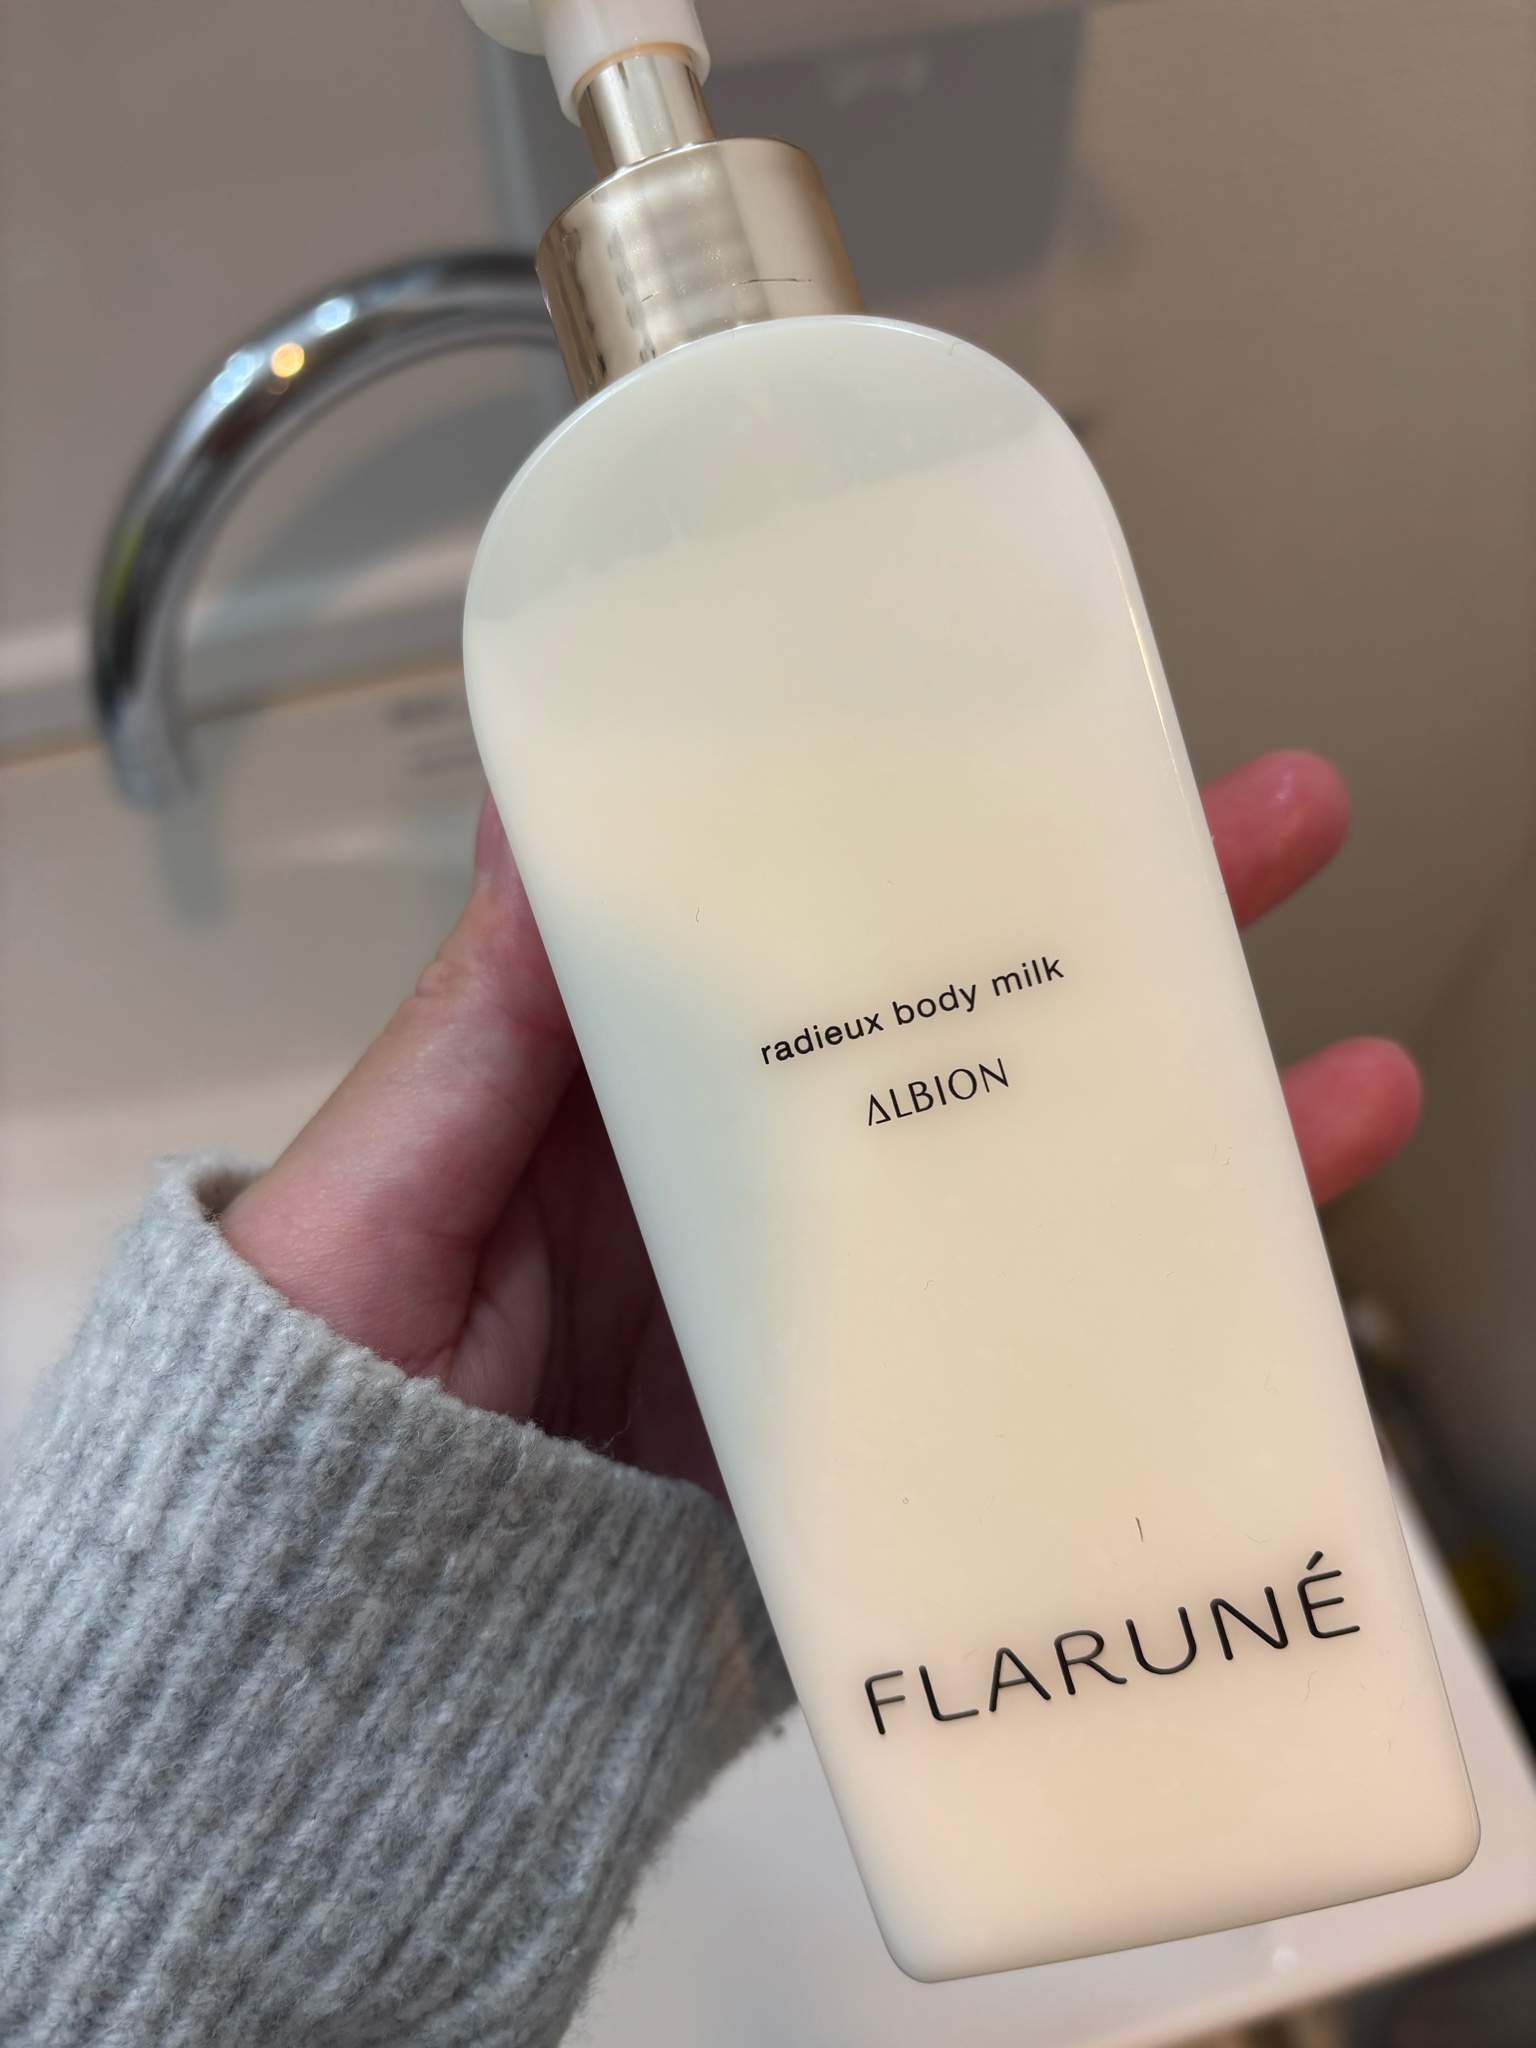 radieux body milk
ALBION
FLARUNÉ